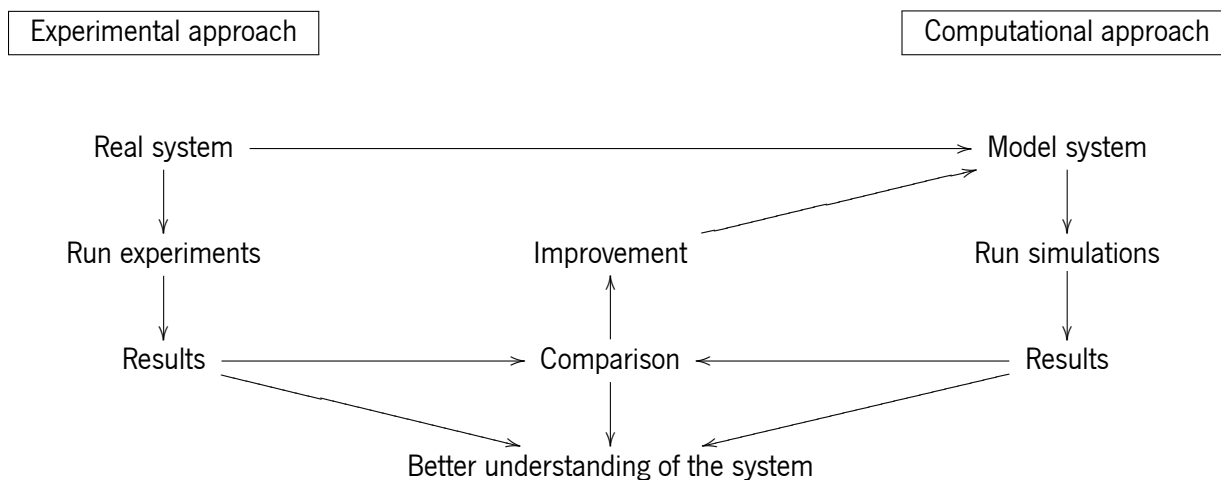 Experimental approach
Computational approach
Real system
Model system
Run experiments
Improvement
Run simulations
Results
Comparison
Results
Better understanding of the system